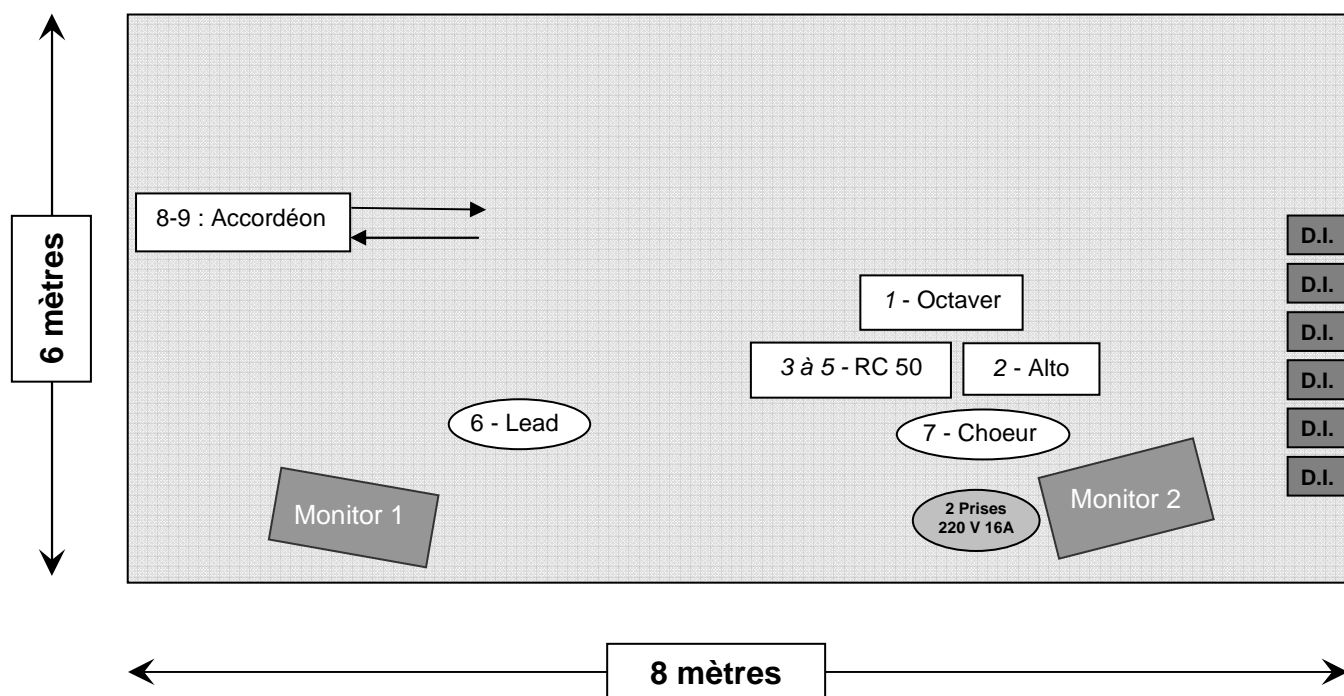 8-9 : Accordéon
6 mètres
D.I.
D.I.
D.I.
D.I.
D.I.
D.I.
1 - Octaver
3 à 5 - RC 50
2 - Alto
6 - Lead
7 - Choeur
Monitor 1
2 Prises
220 V 16A
Monitor 2
8 mètres